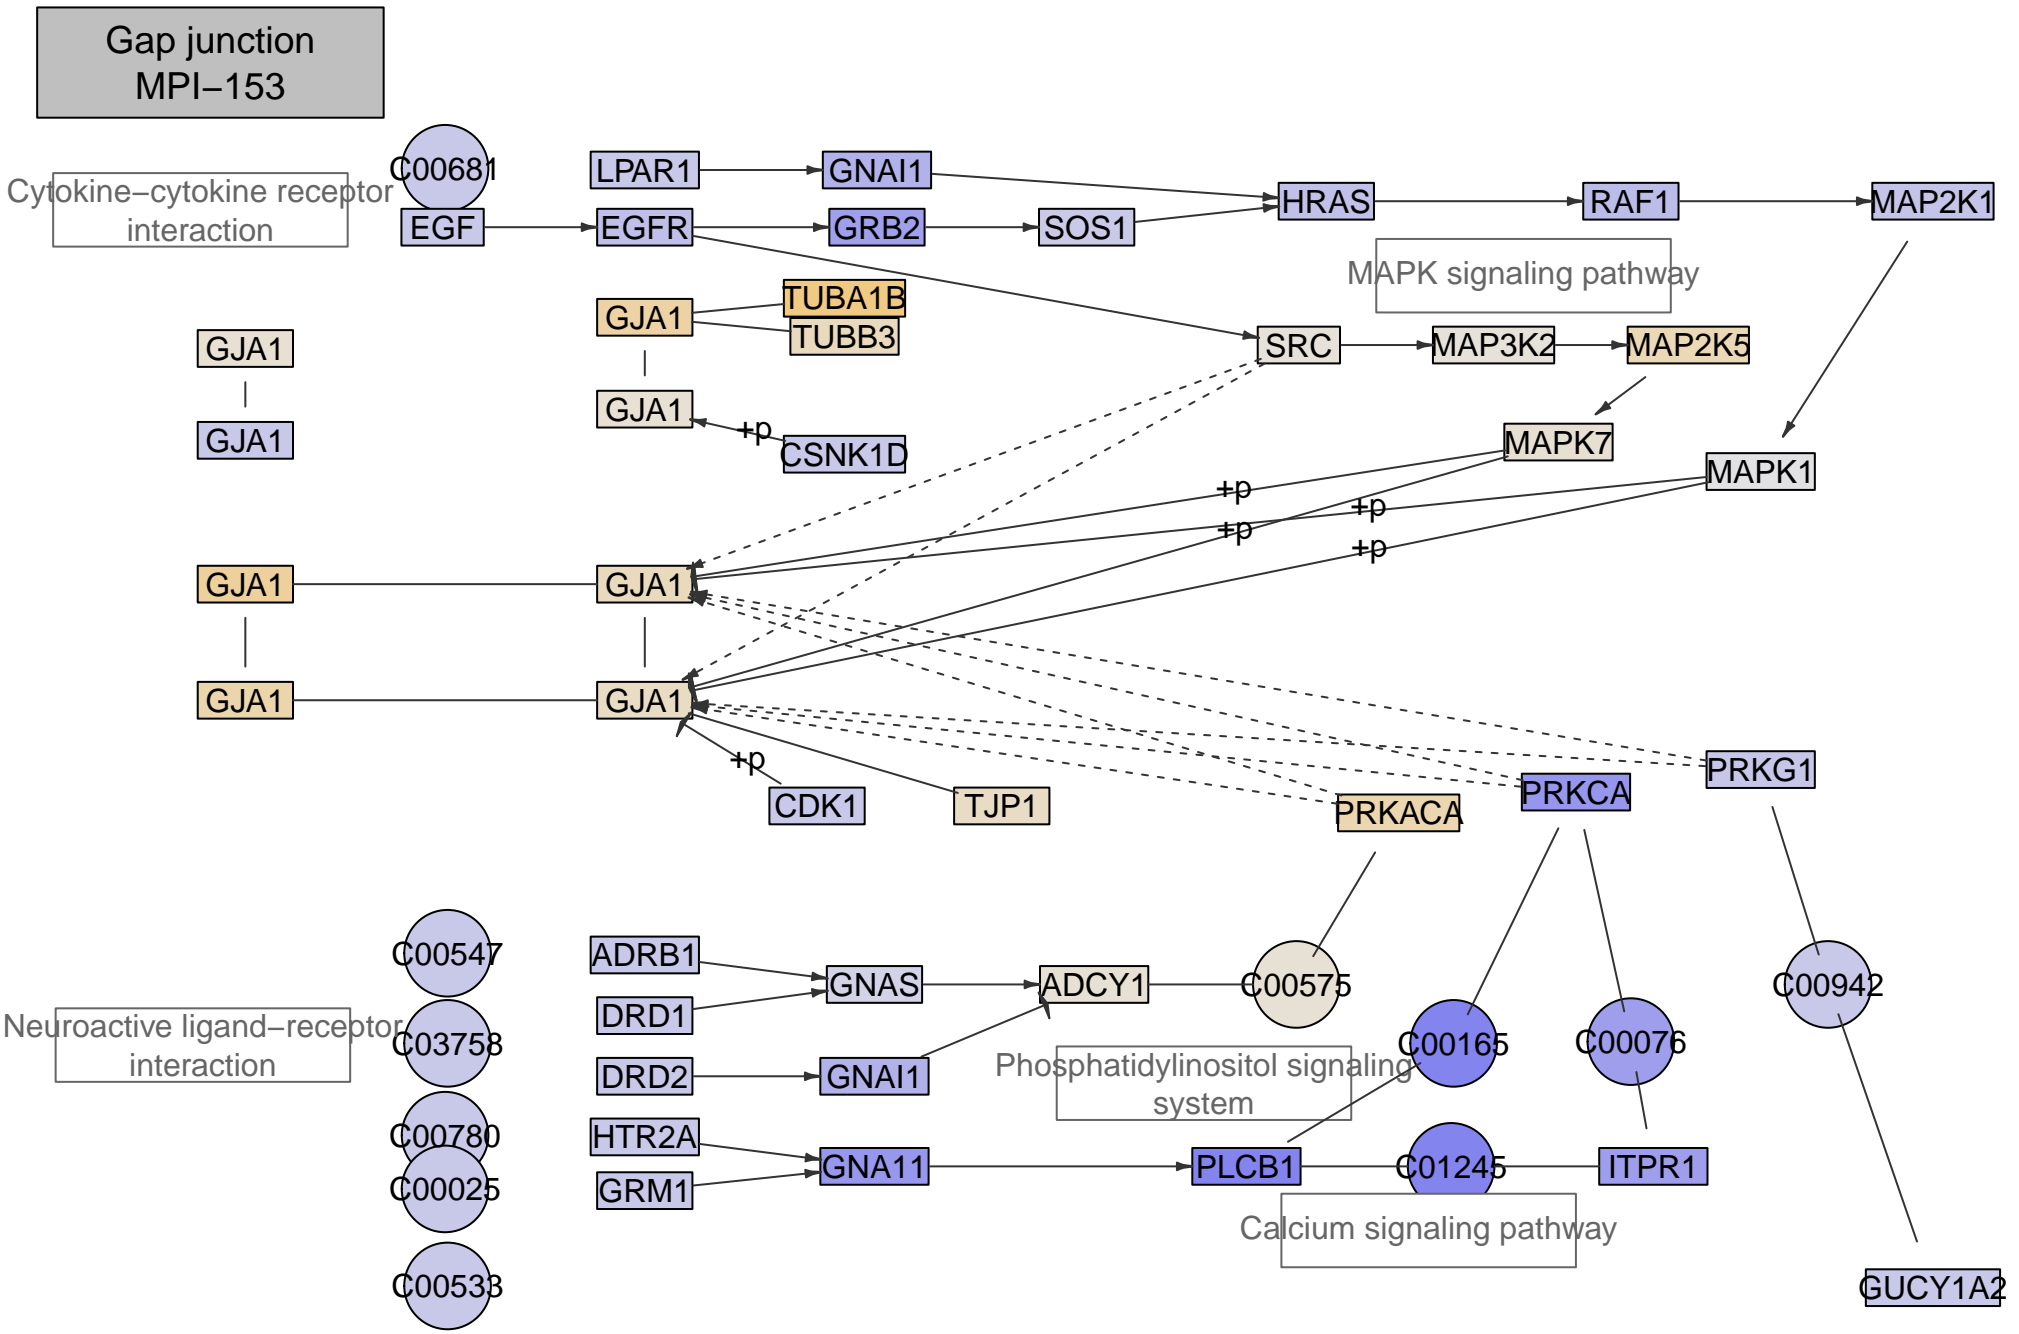 Gap junction
MPI−153
C00681
Cytokine−cytokine receptor
interaction
LPAR1
GNAI1
HRAS
RAF1
MAP2K1
EGF
EGFR
GRB2
SOS1
MAPK signaling pathway
TUBA1B
GJA1
TUBB3
GJA1
SRC
MAP3K2
MAP2K5
GJA1
+p
CSNK1D
GJA1
MAPK7
MAPK1
+p
+p
+p
+p
GJA1
GJA1
GJA1
GJA1
+p
CDK1
TJP1
PRKACA
PRKCA
PRKG1
C00547
ADRB1
GNAS
ADCY1
C00575
C00942
DRD1
Neuroactive ligand−receptor
interaction
C03758
C00165
C00076
DRD2
GNAI1
Phosphatidylinositol signaling
system
C00780
HTR2A
GNA11
PLCB1
C01245
ITPR1
C00025
GRM1
Calcium signaling pathway
C00533
GUCY1A2